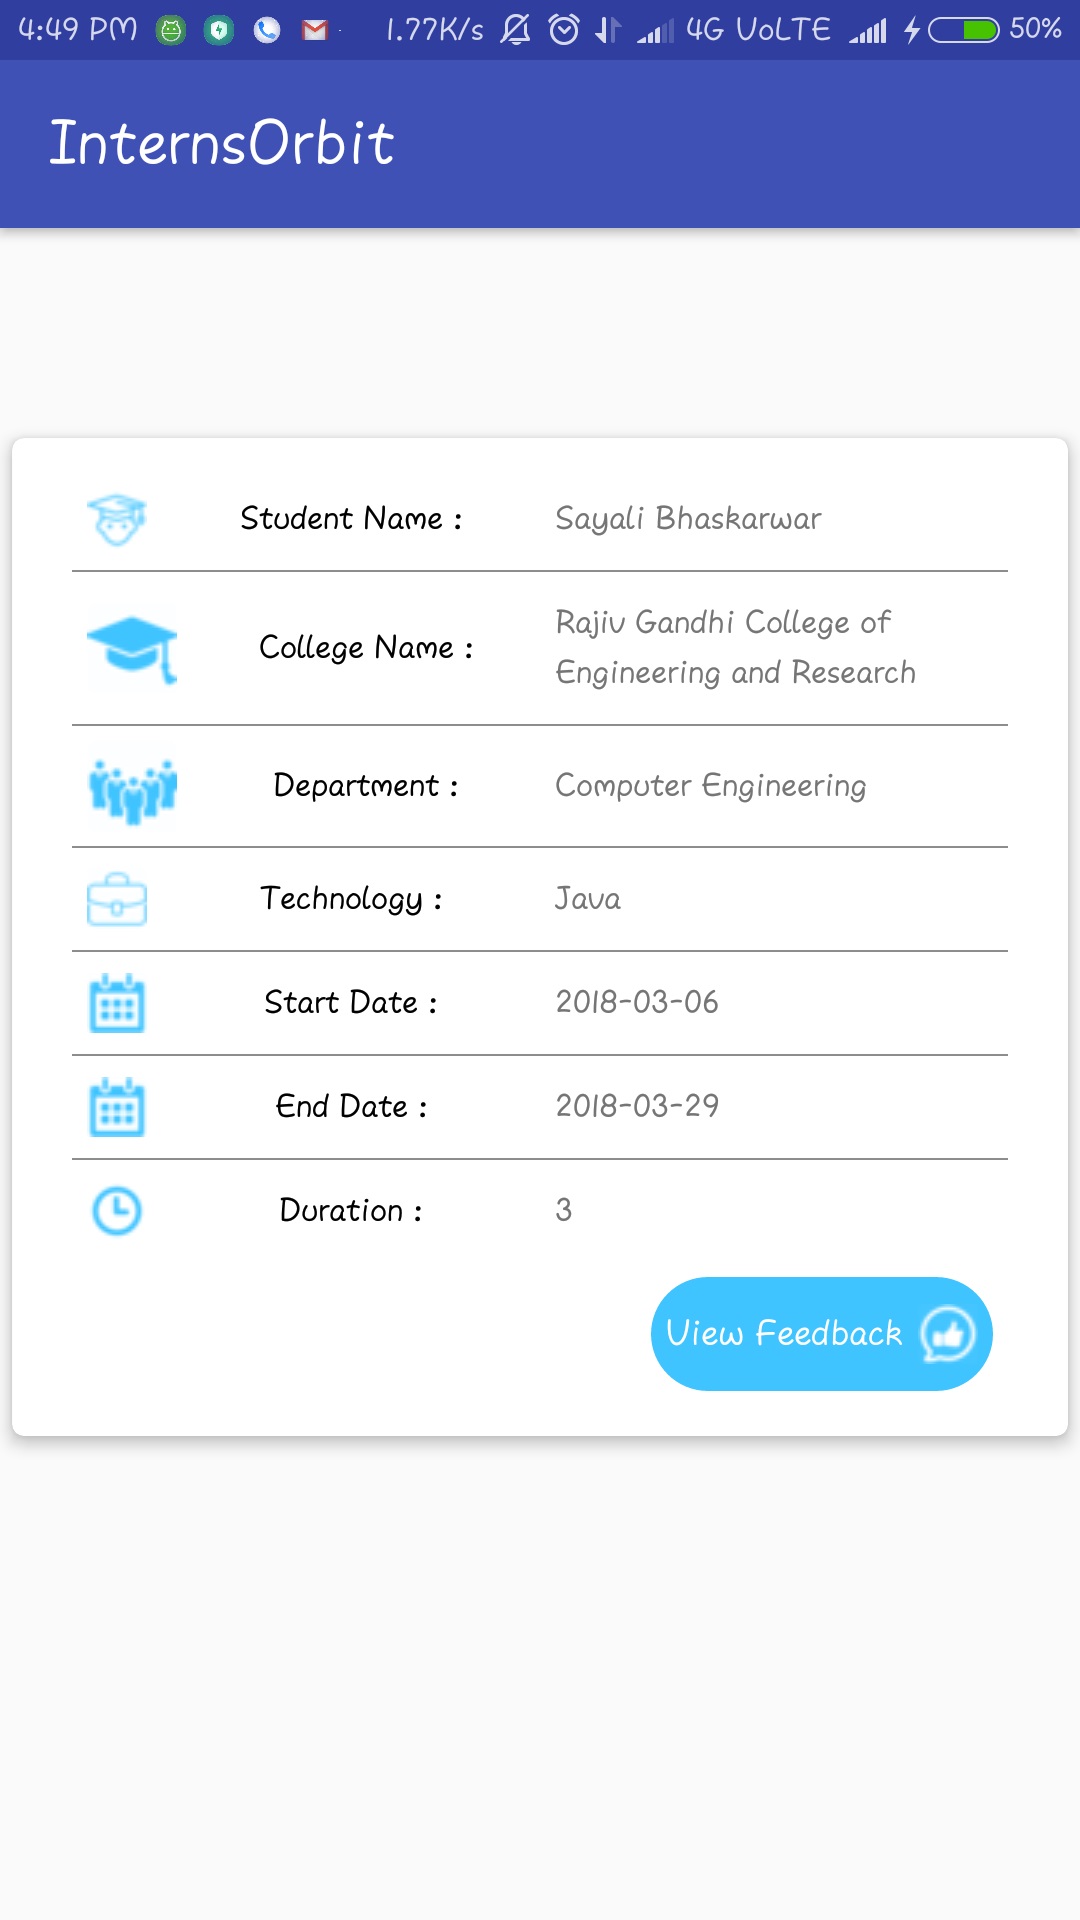 4:49 PM 1.77K/s 4G VoLTE 50%
InternsOrbit
Student Name : Sayali Bhaskarwar
College Name : Rajiv Gandhi College of
Engineering and Research
Department : Computer Engineering
Technology : Java
Start Date : 2018-03-06
End Date : 2018-03-29
Duration : 3
View Feedback